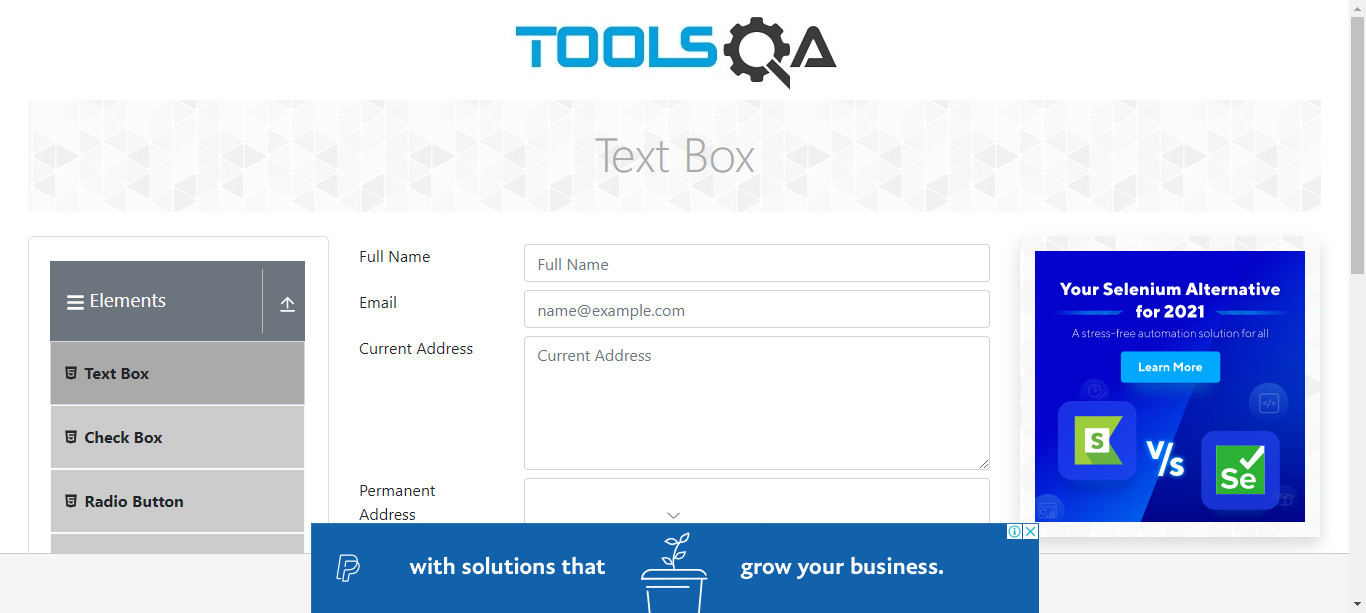 TOOLSQA
Text Box
Elements
Text Box
Check Box
Radio Button
Full Name
Full Name
Email
name@example.com
Current Address
Current Address
Permanent
Address
Your Selenium Alternative
for 2021
A stress-free automation solution for all
Learn More
S
V/s
Se
with solutions that
grow your business.